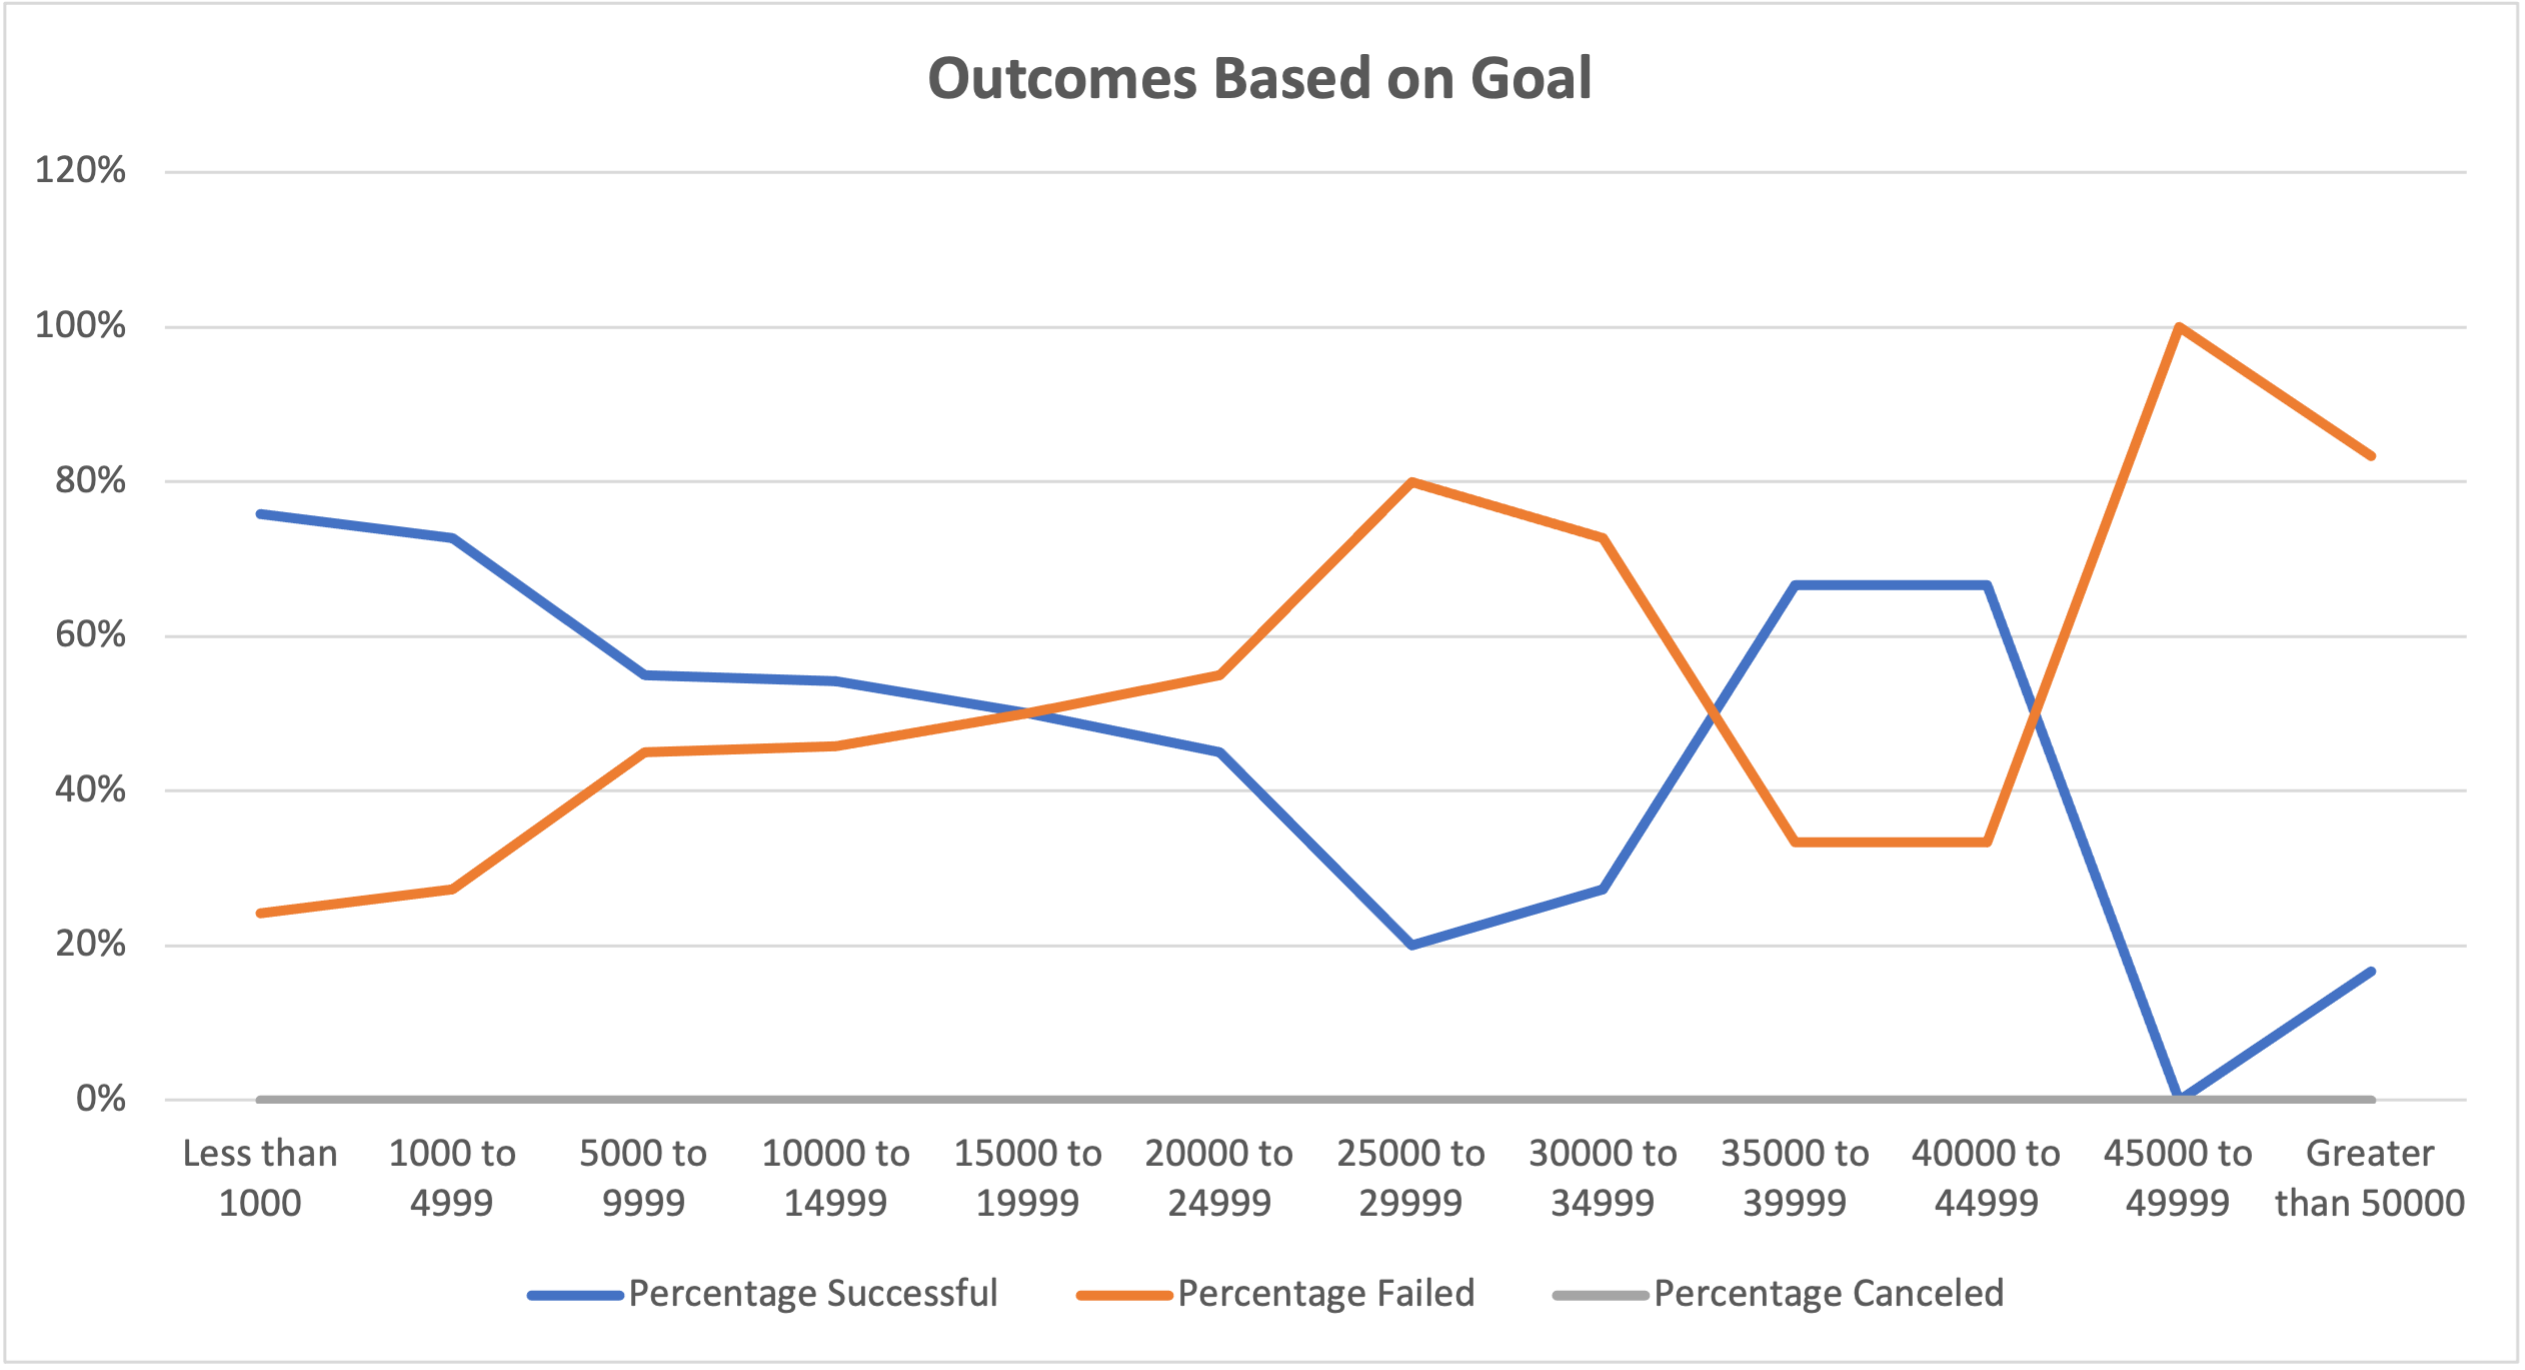 Outcomes Based on Goal
120%
100%
80%
60%
40%
20%
0%
Less than 1000
1000 to 4999
5000 to 9999
10000 to 14999
15000 to 19999
20000 to 24999
25000 to 29999
30000 to 34999
35000 to 39999
40000 to 44999
45000 to 49999
Greater than 50000
Percentage Successful
Percentage Failed
Percentage Canceled